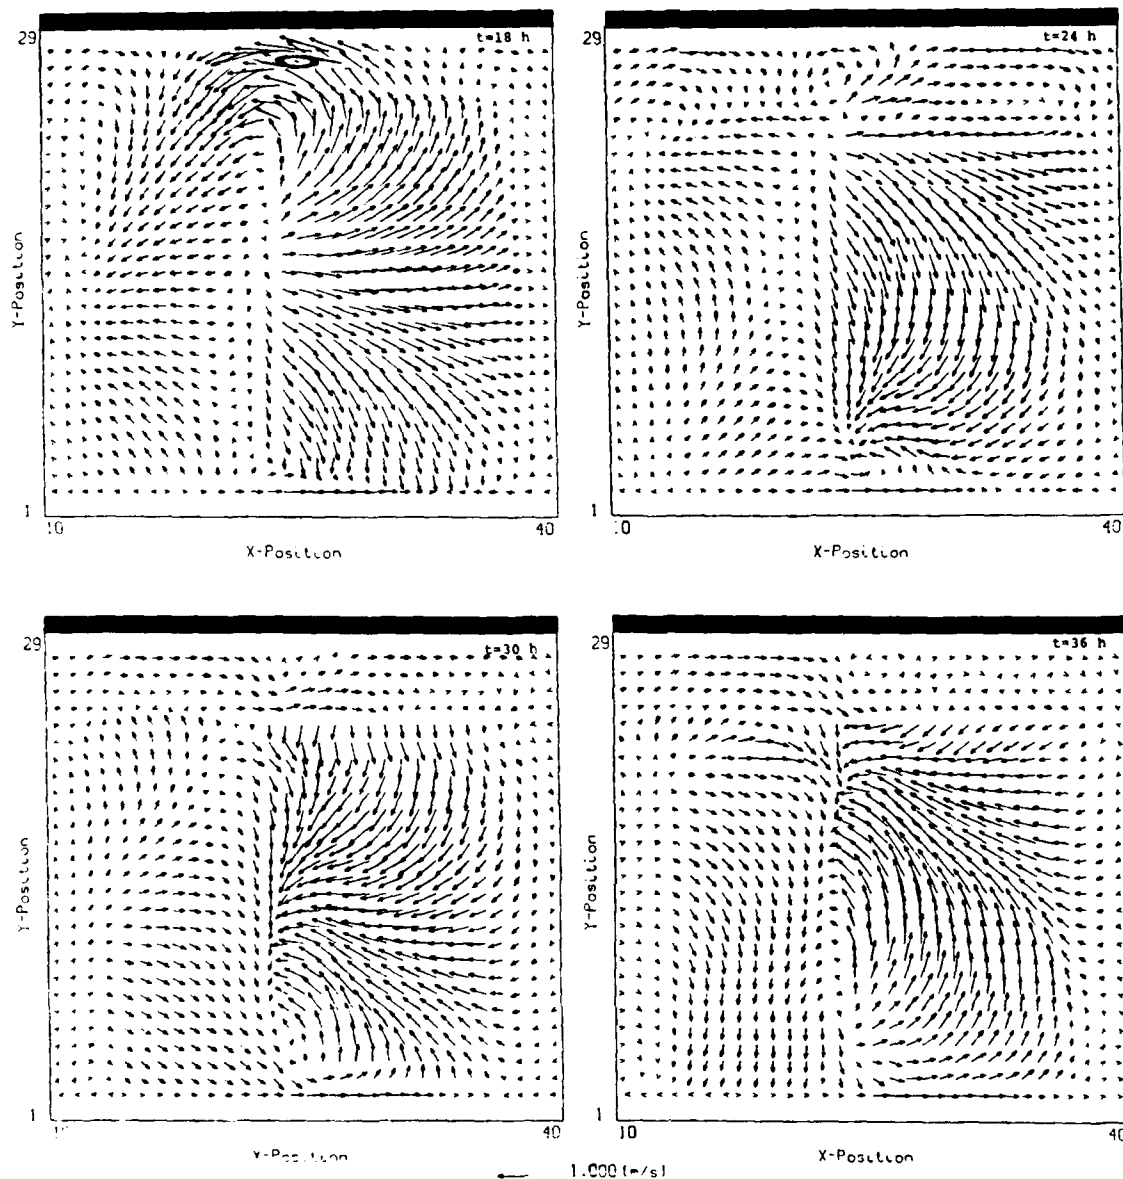 29
t=18 h
Y-Position
1
10
40
X-Position
29
t=24 h
Y-Position
1
10
40
X-Position
29
t=30 h
Y-Position
1
40
X-Position
29
t=36 h
Y-Position
1
10
40
X-Position
1.000(m/s)